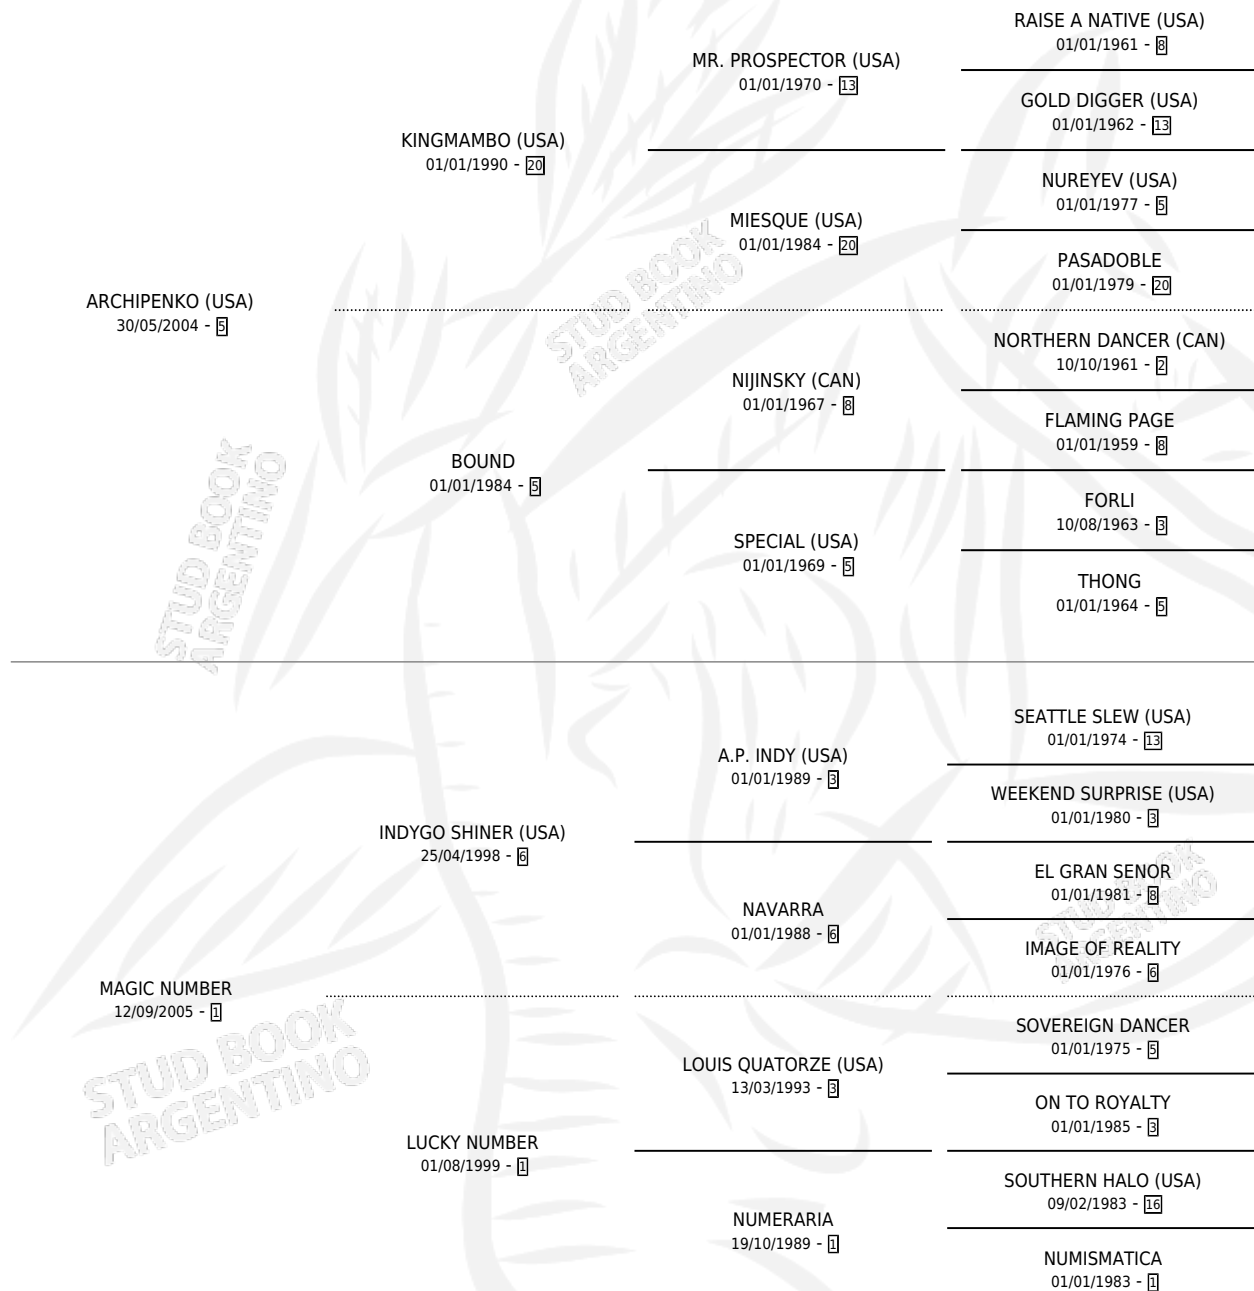 RAISE A NATIVE (USA)
01/01/1961 - 8
MR. PROSPECTOR (USA)
01/01/1970 - 13
GOLD DIGGER (USA)
01/01/1962 - 13
KINGMAMBO (USA)
01/01/1990 - 20
NUREYEV (USA)
01/01/1977 - 5
MIESQUE (USA)
01/01/1984 - 20
PASADOBLE
01/01/1979 - 20
ARCHIPENKO (USA)
30/05/2004 - 5
NORTHERN DANCER (CAN)
10/10/1961 - 2
NIJINSKY (CAN)
01/01/1967 - 8
FLAMING PAGE
01/01/1959 - 8
BOUND
01/01/1984 - 5
FORLI
10/08/1963 - 3
SPECIAL (USA)
01/01/1969 - 5
THONG
01/01/1964 - 5
SEATTLE SLEW (USA)
01/01/1974 - 13
A.P. INDY (USA)
01/01/1989 - 3
WEEKEND SURPRISE (USA)
01/01/1980 - 3
INDYGO SHINER (USA)
25/04/1998 - 6
EL GRAN SENOR
01/01/1981 - 8
NAVARRA
01/01/1988 - 6
IMAGE OF REALITY
01/01/1976 - 6
MAGIC NUMBER
12/09/2005 - 1
SOVEREIGN DANCER
01/01/1975 - 5
LOUIS QUATORZE (USA)
13/03/1993 - 3
ON TO ROYALTY
01/01/1985 - 3
LUCKY NUMBER
01/08/1999 - 1
SOUTHERN HALO (USA)
09/02/1983 - 16
NUMERARIA
19/10/1989 - 1
NUMISMATICA
01/01/1983 - 1
STUD BOOK
ARGENTINO
STUD BOOK
ARGENTINO
STUD BOOK
ARGENTINO
STUD BOOK
ARGENTINO